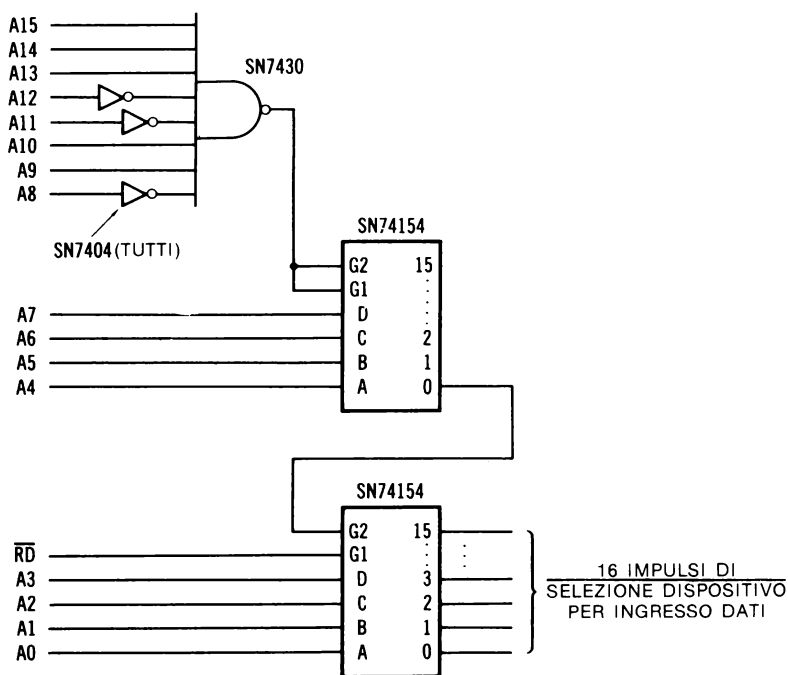 A15
A14
A13
SN7430
A12
A11
A10
A9
A8
SN7404 (TUTTI)
SN74154
G2 15
G1
A7 D
A6 C 2
A5 B 1
A4 A 0
SN74154
G2 15
RD G1
A3 D 3
A2 C 2
A1 B 1
A0 A 0
16 IMPULSI DI
SELEZIONE DISPOSITIVO
PER INGRESSO DATI